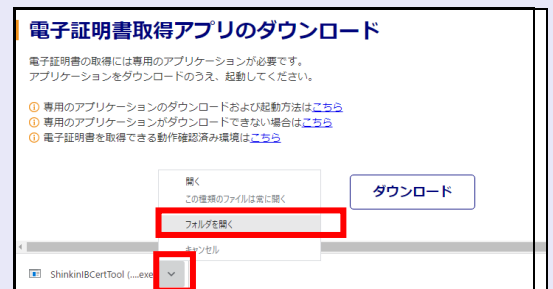 電子証明書取得アプリのダウンロード
電子証明書の取得には専用のアプリケーションが必要です。
アプリケーションをダウンロードのうえ、起動してください。
① 専用のアプリケーションのダウンロードおよび起動方法はこちら
① 専用のアプリケーションがダウンロードできない場合はこちら
① 電子証明書を取得できる動作確認済み環境はこちら
開く
この種類のファイルは常に開く
フォルダを開く
キャンセル
ダウンロード
ShinkinIBCertTool (....exe